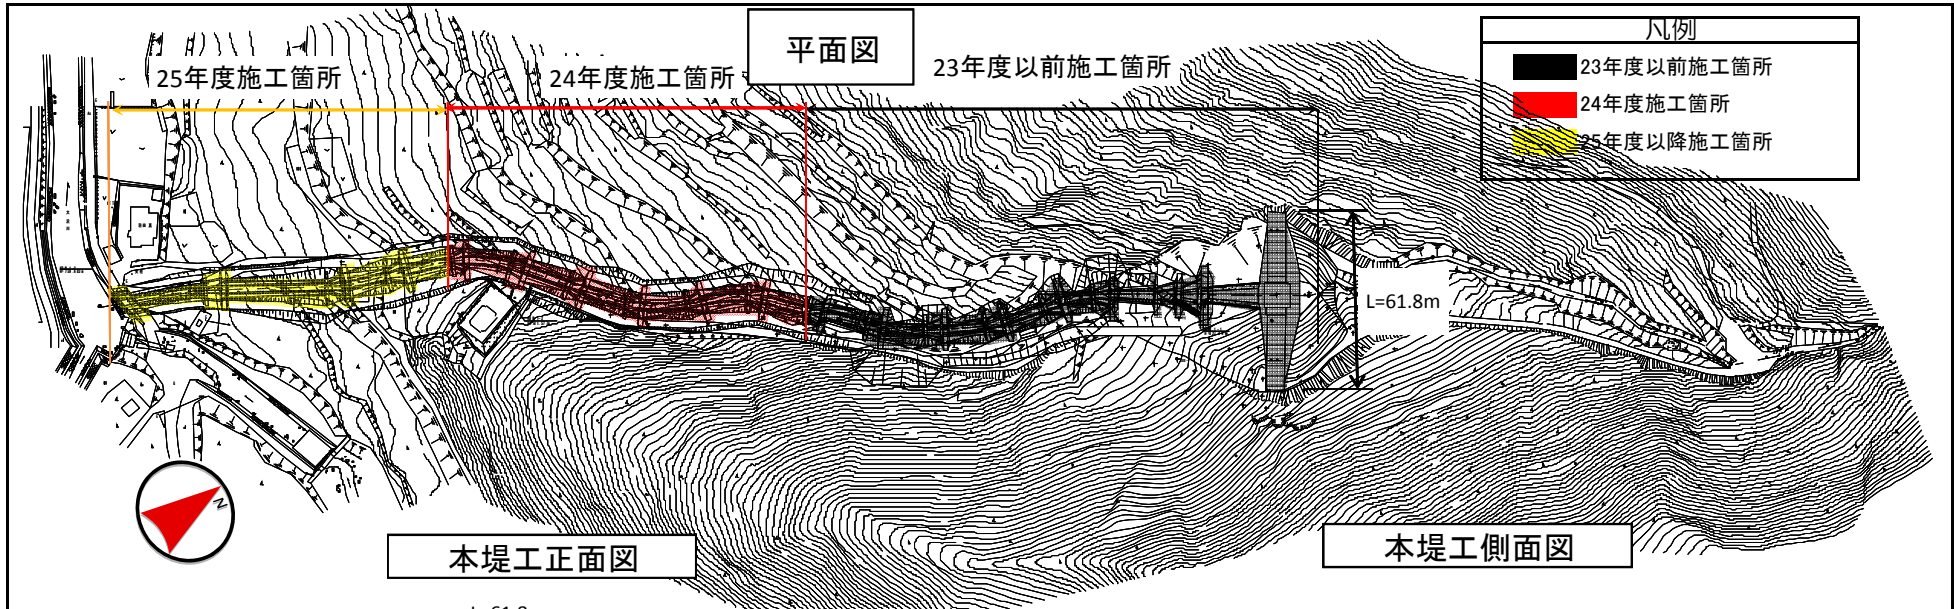 平面図
25年度施工箇所
24年度施工箇所
23年度以前施工箇所
凡例
23年度以前施工箇所
24年度施工箇所
25年度以降施工箇所
L=61.8m
N
本堤工正面図
本堤工側面図